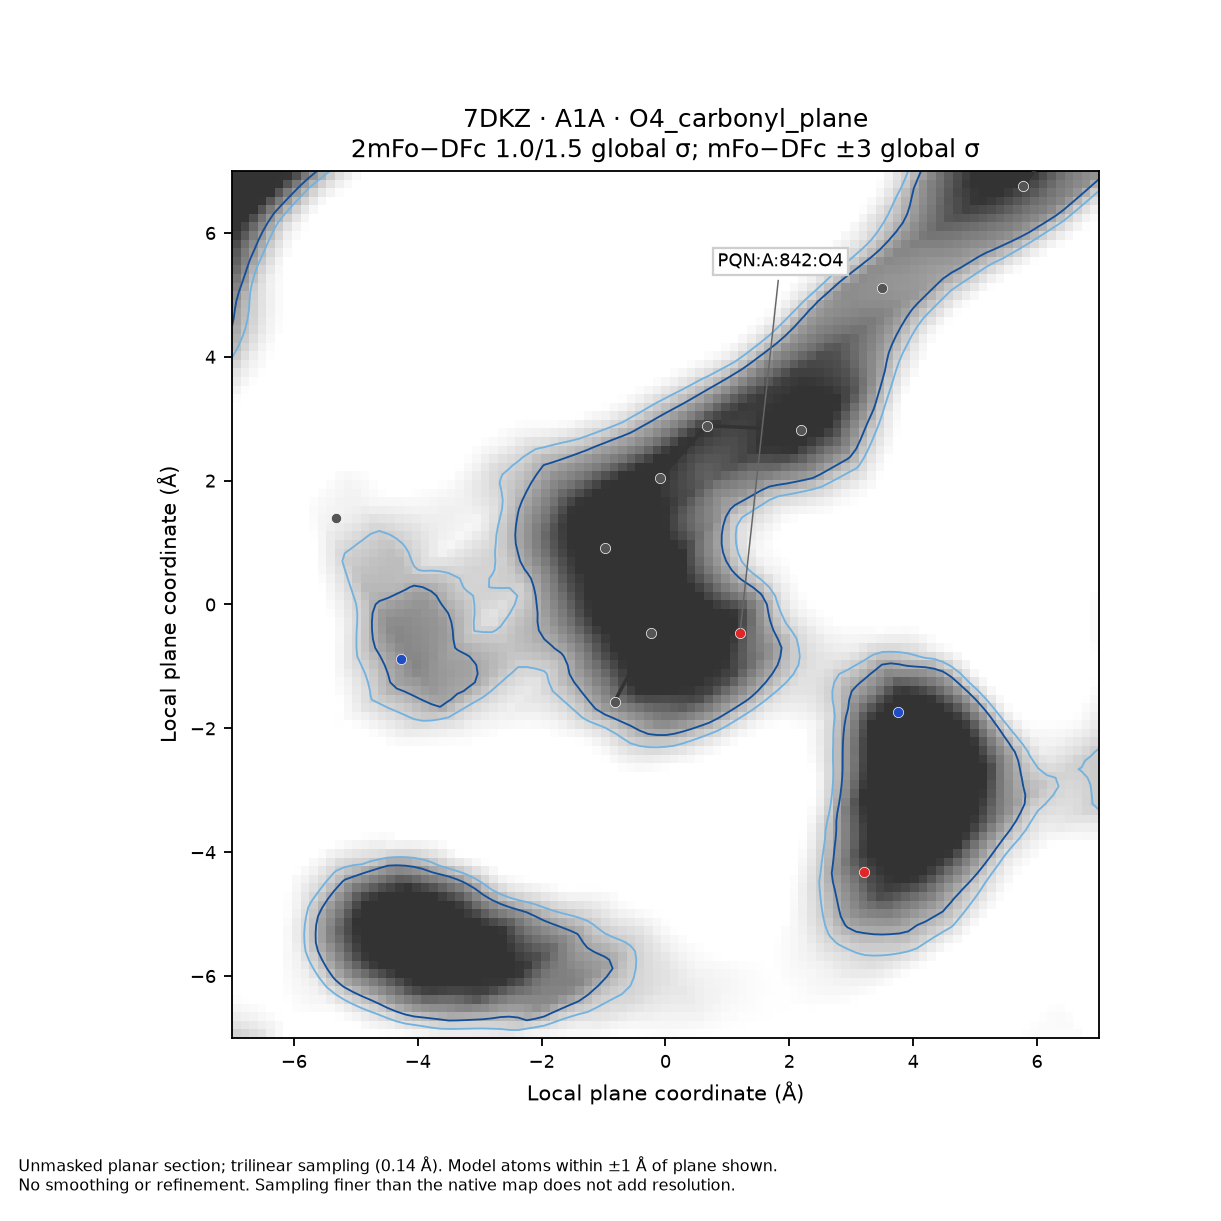 7DKZ · A1A · O4_carbonyl_plane
2mFo−DFc 1.0/1.5 global σ; mFo−DFc ±3 global σ
PQN:A:842:O4
6
4
2
0
−2
−4
−6
Local plane coordinate (Å)
−6
−4
−2
0
2
4
6
Local plane coordinate (Å)
Unmasked planar section; trilinear sampling (0.14 Å). Model atoms within ±1 Å of plane shown.
No smoothing or refinement. Sampling finer than the native map does not add resolution.